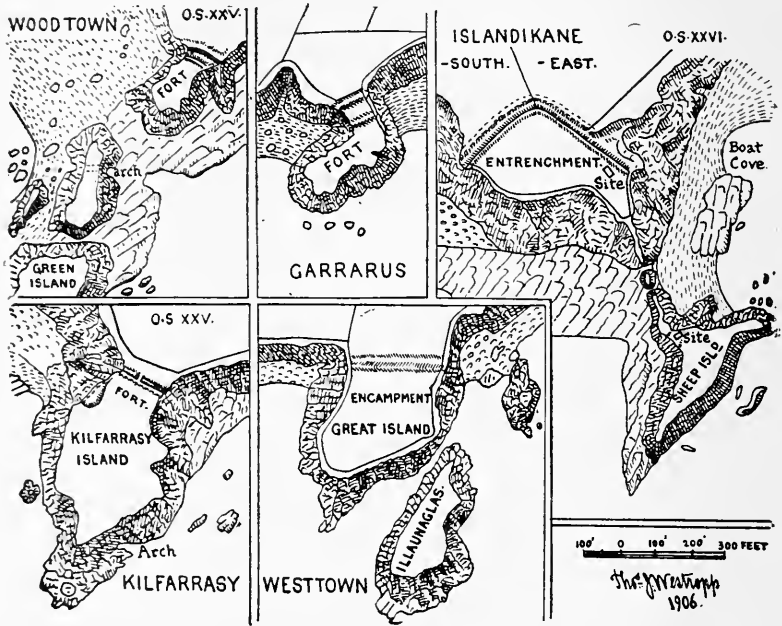 WOODTOWN
O.S.XXV.
FORT
arch
GREEN
ISLAND
FORT
GARRARUS
ISLANDIKANE
-SOUTH. -EAST.
O.S.XXVI.
ENTRENCHMENT.
Site
Boat
Cove.
Site
SHEEP ISLD.
O.S XXV.
FORT.
KILFARRASY
ISLAND
Arch
KILFARRASY
ENCAMPMENT
GREAT ISLAND
ILLAUNAGLAS.
WESTTOWN
100' 0 100' 200' 300 FEET
Thos. J. Westropp
1906.